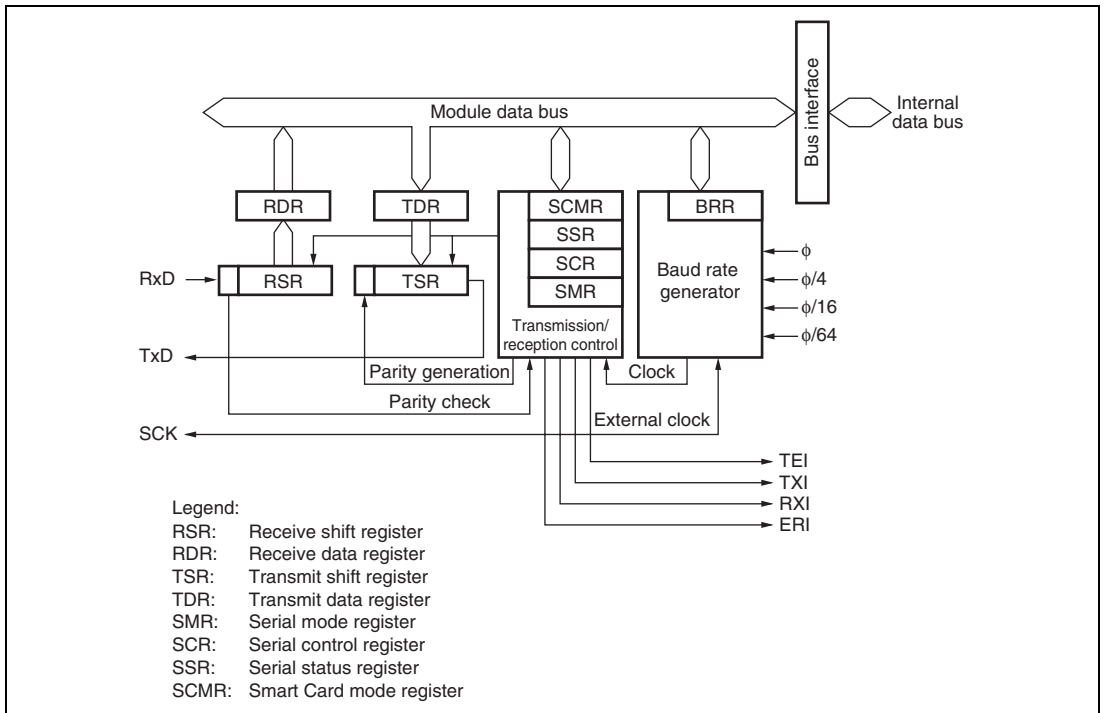 Module data bus
Bus interface
Internal
data bus
RDR
TDR
SCMR
SSR
SCR
SMR
BRR
RxD
RSR
TSR
Baud rate
generator
ϕ
ϕ/4
ϕ/16
ϕ/64
Transmission/
reception control
TxD
Parity generation
Clock
Parity check
External clock
SCK
TEI
TXI
RXI
ERI
Legend:
RSR: Receive shift register
RDR: Receive data register
TSR: Transmit shift register
TDR: Transmit data register
SMR: Serial mode register
SCR: Serial control register
SSR: Serial status register
SCMR: Smart Card mode register